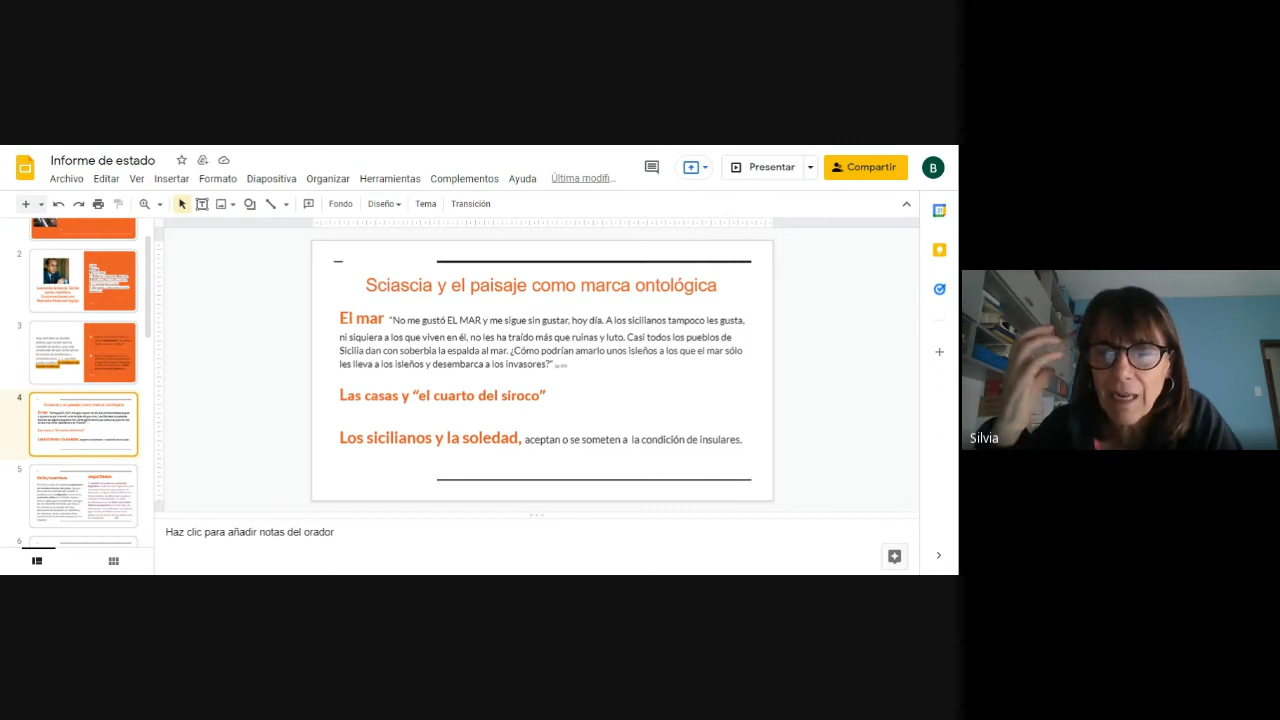 Informe de estado
Archivo Editar Ver Insertar Formato Diapositiva Organizar Herramientas Complementos Ayuda Última modifi...
Presentar
Compartir
B
Fondo Diseño Tema Transición
2
3
4
5
6
Sciascia y el paisaje como marca ontológica
El mar “No me gustó EL MAR y me sigue sin gustar, hoy día. A los sicilianos tampoco les gusta,
ni siquiera a los que viven en él, no les ha traído más que ruinas y luto. Casi todos los pueblos de
Sicilia dan con soberbia la espalda al mar. ¿Cómo podrían amarlo unos isleños a los que el mar sólo
les lleva a los isleños y desembarca a los invasores?”
Las casas y “el cuarto del siroco”
Los sicilianos y la soledad, aceptan o se someten a la condición de insulares.
Haz clic para añadir notas del orador
Silvia